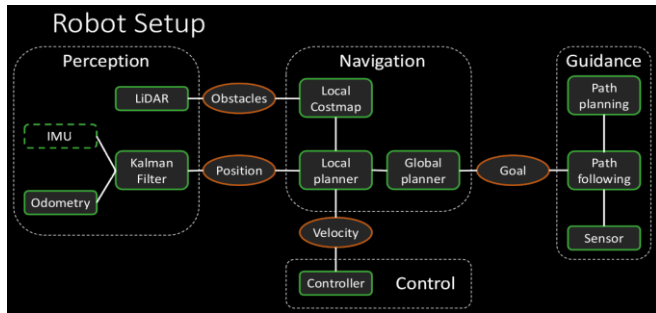 Robot Setup
Perception
Navigation
Guidance
LiDAR
Obstacles
Local
Costmap
Path
planning
IMU
Kalman
Filter
Position
Local
planner
Global
planner
Goal
Path
following
Odometry
Velocity
Sensor
Controller
Control